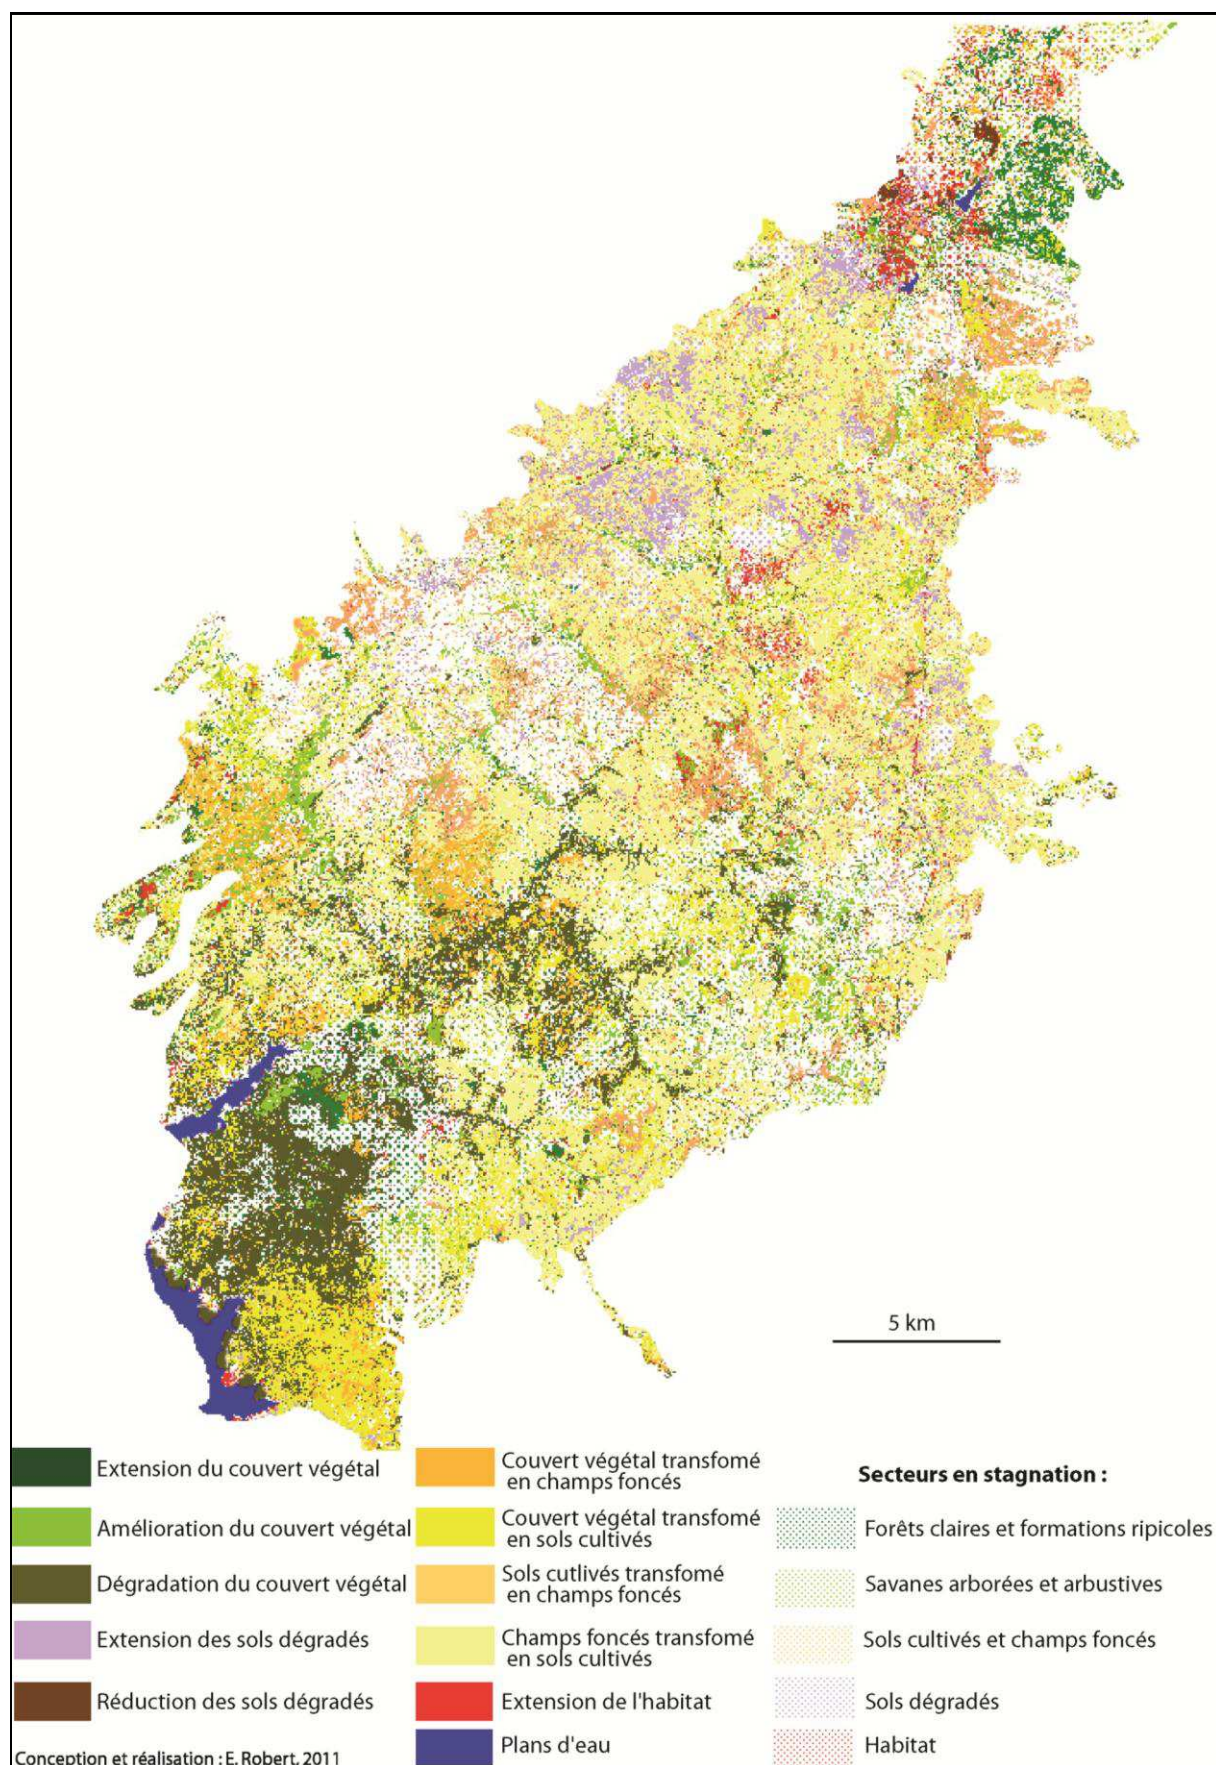 5 km
Extension du couvert végétal
Amélioration du couvert végétal
Dégradation du couvert végétal
Extension des sols dégradés
Réduction des sols dégradés
Conception et réalisation : E. Robert, 2011
Couvert végétal transfomé
en champs foncés
Couvert végétal transfomé
en sols cultivés
Sols cutlivés transfomé
en champs foncés
Champs foncés transfomé
en sols cultivés
Extension de l'habitat
Plans d'eau
Secteurs en stagnation :
Forêts claires et formations ripicoles
Savanes arborées et arbustives
Sols cultivés et champs foncés
Sols dégradés
Habitat